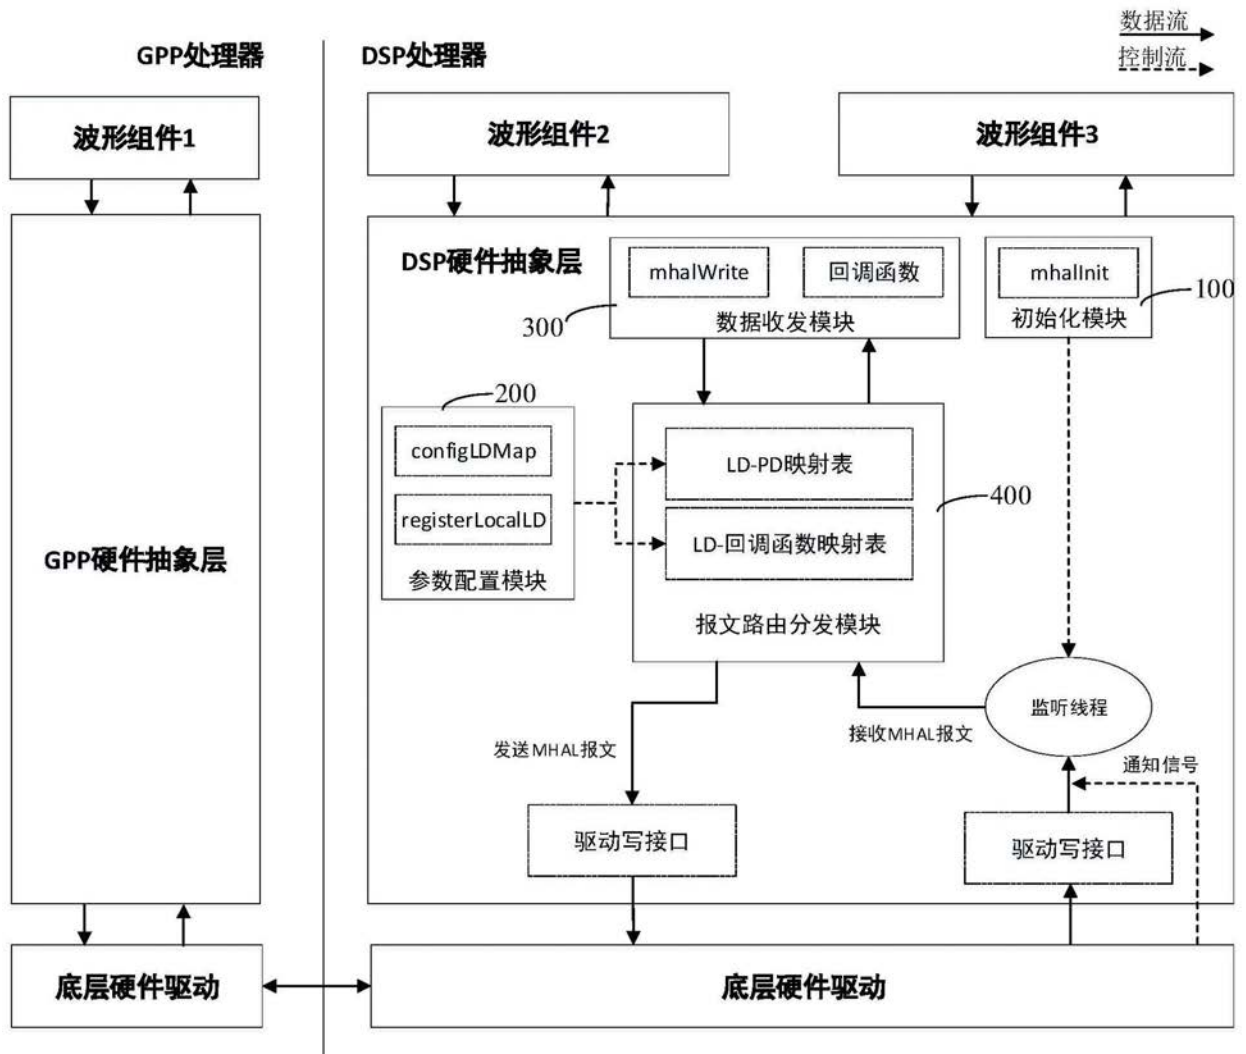 数据流
控制流
GPP处理器
DSP处理器
波形组件1
波形组件2
波形组件3
DSP硬件抽象层
mhalWrite
回调函数
数据收发模块
300
mhalInit
初始化模块
100
200
configLDMap
registerLocalLD
参数配置模块
LD-PD映射表
LD-回调函数映射表
报文路由分发模块
400
GPP硬件抽象层
监听线程
发送MHAL报文
接收MHAL报文
通知信号
驱动写接口
驱动写接口
底层硬件驱动
底层硬件驱动